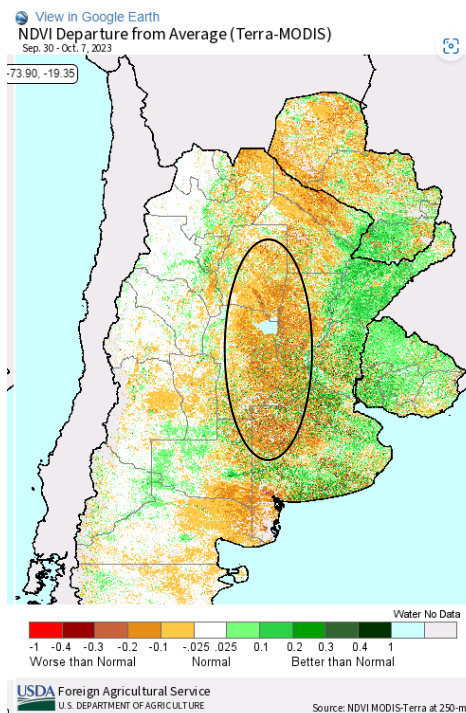 View in Google Earth
NDVI Departure from Average (Terra-MODIS)
Sep. 30 - Oct. 7, 2023
-73.90, -19.35
Water No Data
-1 -0.4 -0.3 -0.2 -0.1 -.025 .025 0.1 0.2 0.3 0.4 1
Worse than Normal Normal Better than Normal
USDA Foreign Agricultural Service
U.S. DEPARTMENT OF AGRICULTURE
Source: NDVI MODIS-Terra at 250-m